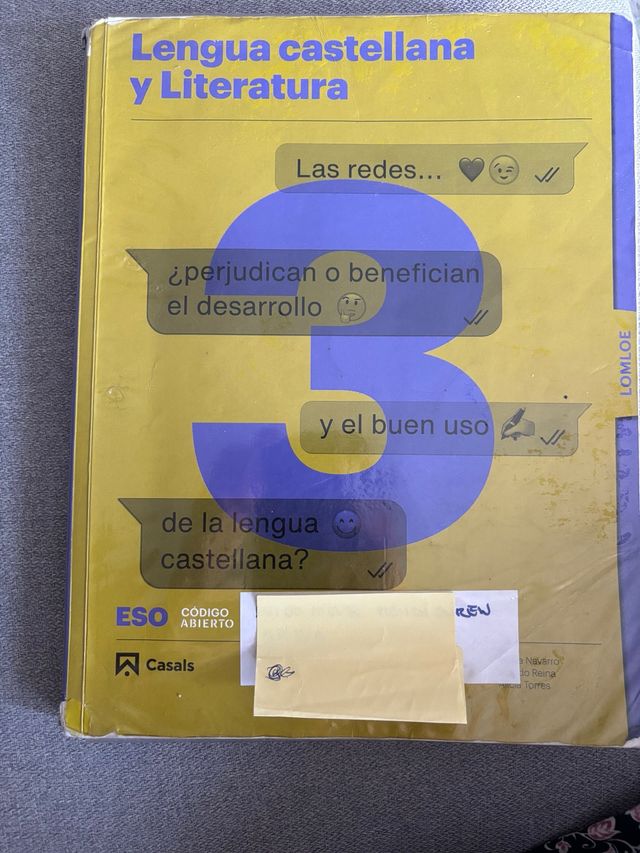 Lengua castellana
y Literatura
Las redes...
¿perjudican o benefician
el desarrollo
y el buen uso
de la lengua
castellana?
LOMLOE
ESO
CÓDIGO
ABIERTO
Casals
Navarro
Reina
Torres